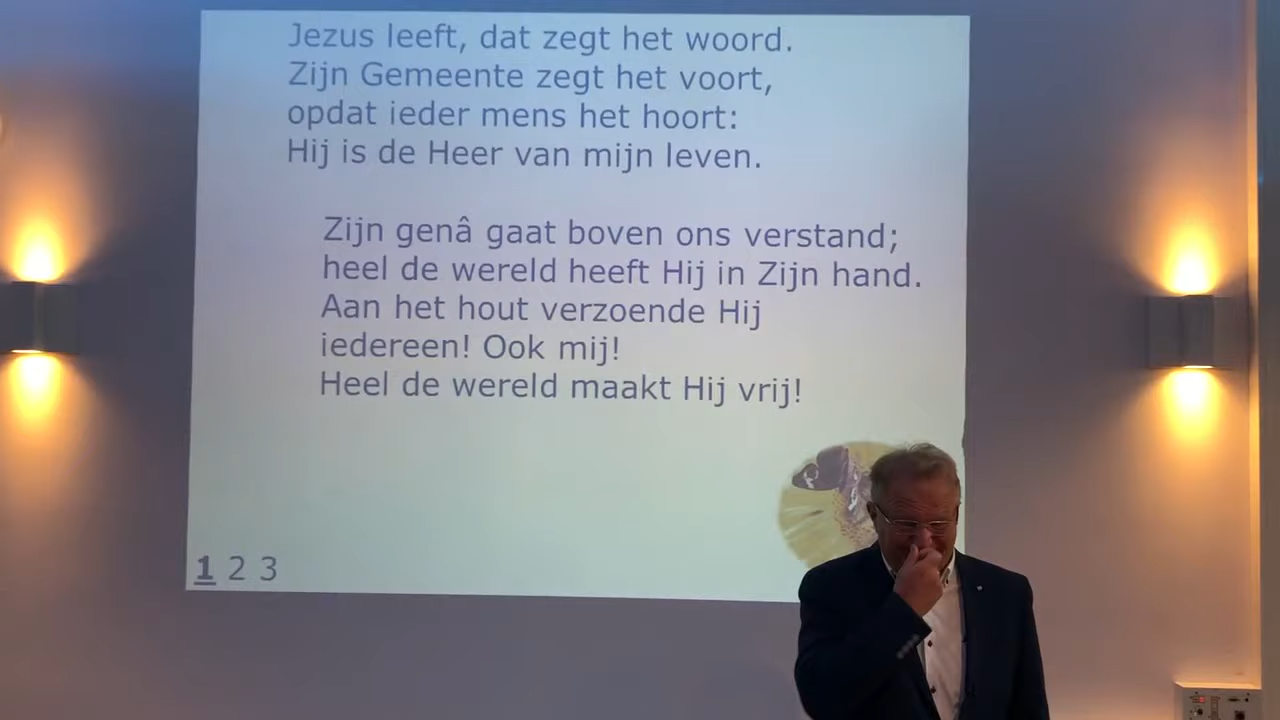 Jezus leeft, dat zegt het woord.
Zijn Gemeente zegt het voort,
opdat ieder mens het hoort:
Hij is de Heer van mijn leven.
Zijn genâ gaat boven ons verstand;
heel de wereld heeft Hij in Zijn hand.
Aan het hout verzoende Hij
iedereen! Ook mij!
Heel de wereld maakt Hij vrij!
1 2 3